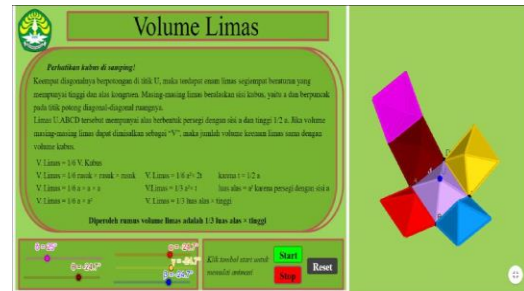 Volume Limas
Perhatikan kubus di samping!
Keempat diagonalnya berpotongan di titik U, maka terdapat enam limas segiempat beraturan yang
mempunyai tinggi dan alas kongruen. Masing-masing limas beralaskan sisi kubus, yaitu a dan berpuncak
pada titik potong diagonal-diagonal ruangnya.
Limas U.ABCD tersebut mempunyai alas berbentuk persegi dengan sisi a dan tinggi 1/2 a. Jika volume
masing-masing limas dapat dimisalkan sebagai "V", maka jumlah volume keenam limas sama dengan
volume kubus.
V. Limas = 1/6 V. Kubus
V. Limas = 1/6 rusuk × rusuk × rusuk V. Limas = 1/6 a²× 2t karena t = 1/2 a
V. Limas = 1/6 a × a × a V.Limas = 1/3 a²× t luas alas = a² karena persegi dengan sisi a
V. Limas = 1/6 a × a² V. Limas = 1/3 luas alas × tinggi
Diperoleh rumus volume limas adalah 1/3 luas alas × tinggi
Klik tombol start untuk
memulai animasi
Start
Stop
Reset